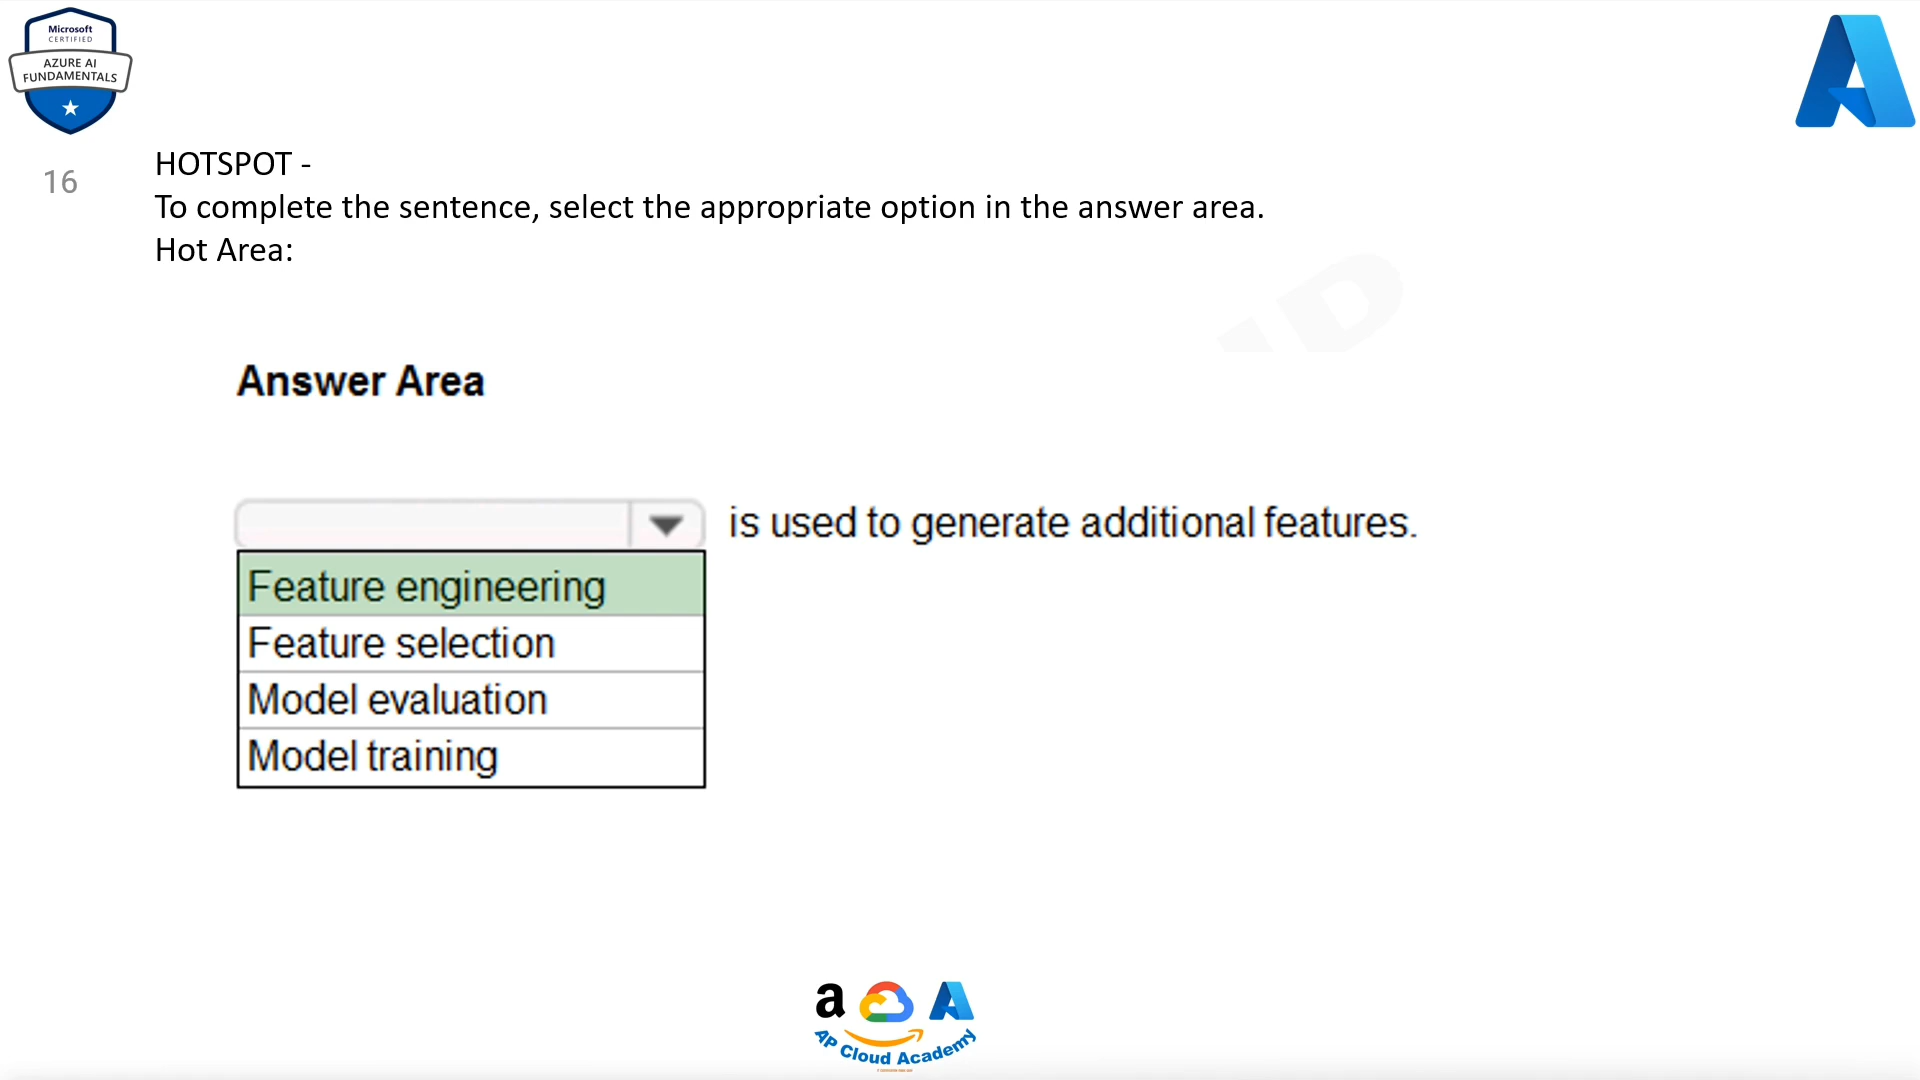 Microsoft
CERTIFIED
AZURE AI
FUNDAMENTALS
16
HOTSPOT -
To complete the sentence, select the appropriate option in the answer area.
Hot Area:
Answer Area
is used to generate additional features.
Feature engineering
Feature selection
Model evaluation
Model training
a
AP Cloud Academy